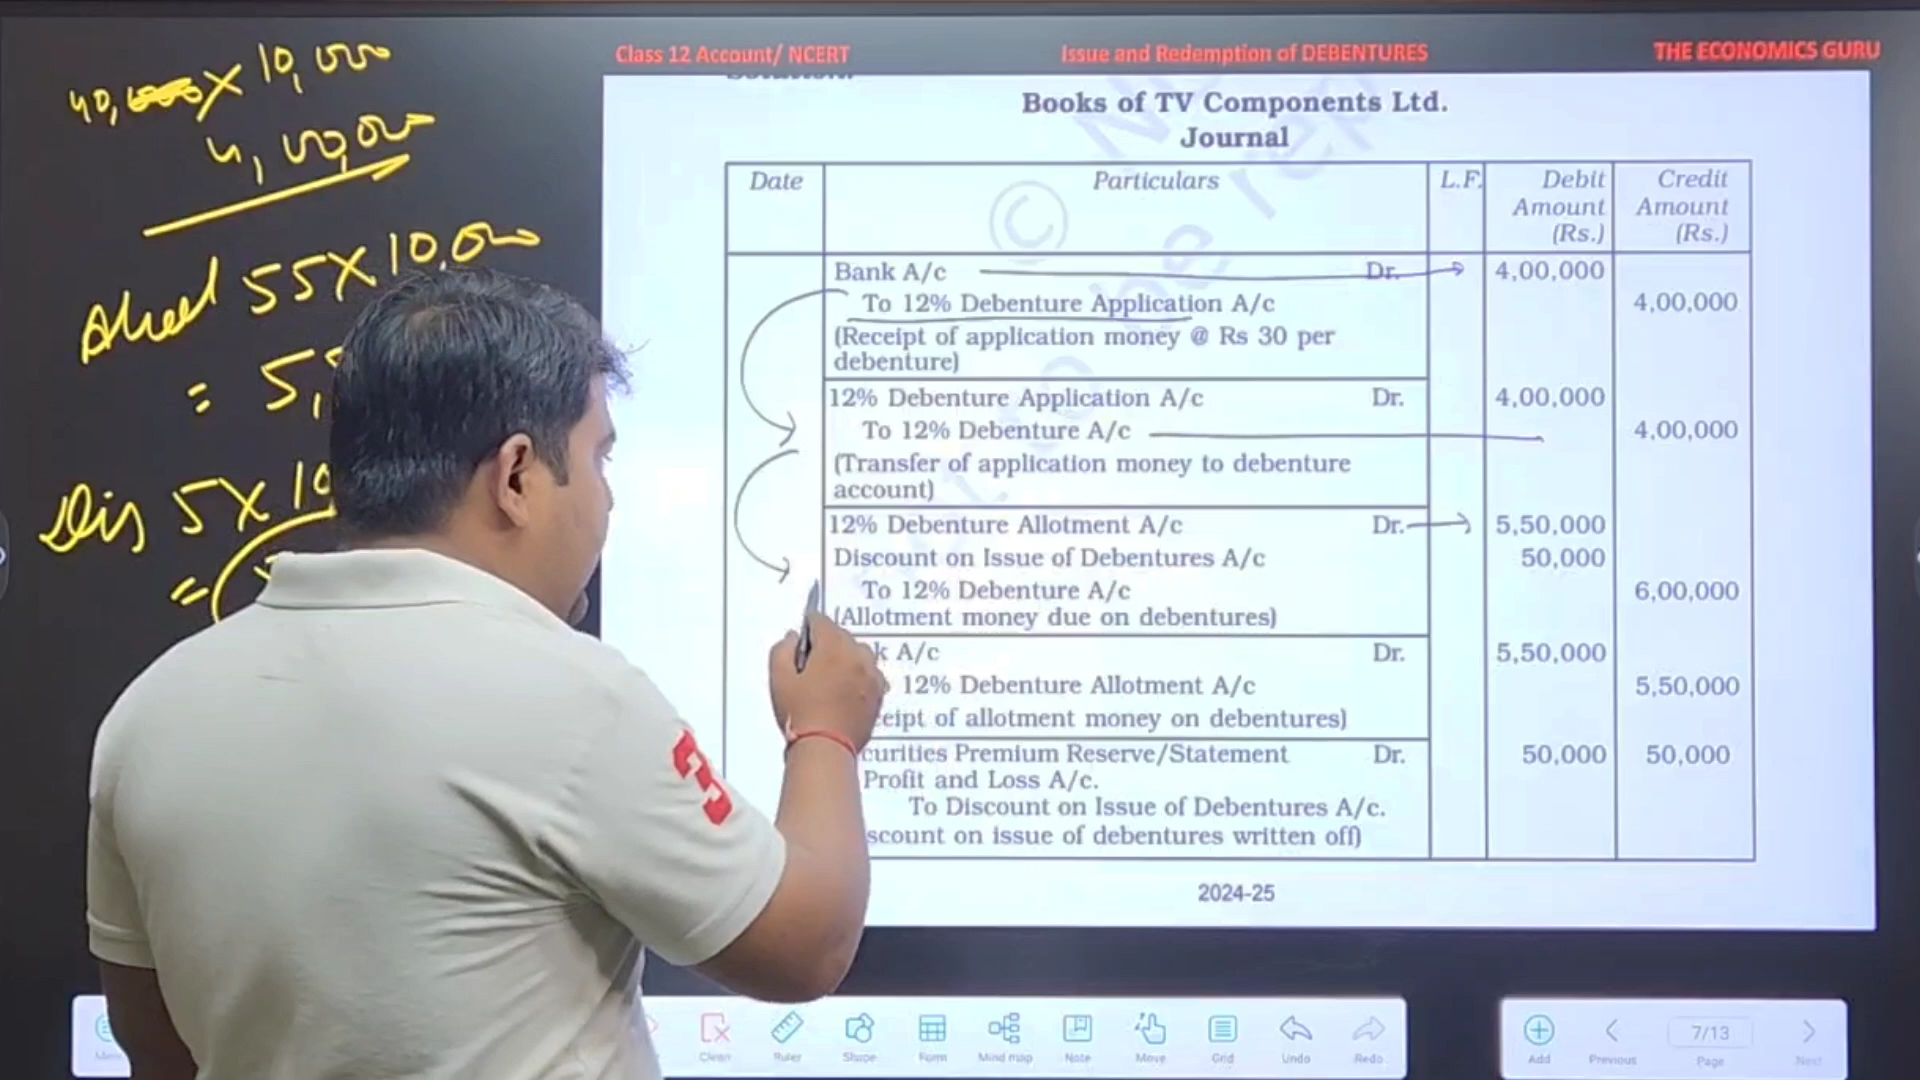 Class 12 Account/ NCERT Issue and Redemption of DEBENTURES THE ECONOMICS GURU
Books of TV Components Ltd.
Journal
Date Particulars L.F. Debit Amount (Rs.) Credit Amount (Rs.)
Bank A/c Dr. 4,00,000
To 12% Debenture Application A/c 4,00,000
(Receipt of application money @ Rs 30 per
debenture)
12% Debenture Application A/c Dr. 4,00,000
To 12% Debenture A/c 4,00,000
(Transfer of application money to debenture
account)
12% Debenture Allotment A/c Dr. 5,50,000
Discount on Issue of Debentures A/c 50,000
To 12% Debenture A/c 6,00,000
(Allotment money due on debentures)
k A/c Dr. 5,50,000
12% Debenture Allotment A/c 5,50,000
eipt of allotment money on debentures)
curities Premium Reserve/Statement Dr. 50,000 50,000
Profit and Loss A/c.
To Discount on Issue of Debentures A/c.
scount on issue of debentures written off)
2024-25
X 10,000
4,00,000
55X10,000
= 5,
Dis 5X10
=
3
Clean Ruler Shape Form Mind map Note Move Grid Undo Redo
Add Previous 7/13 Page Next